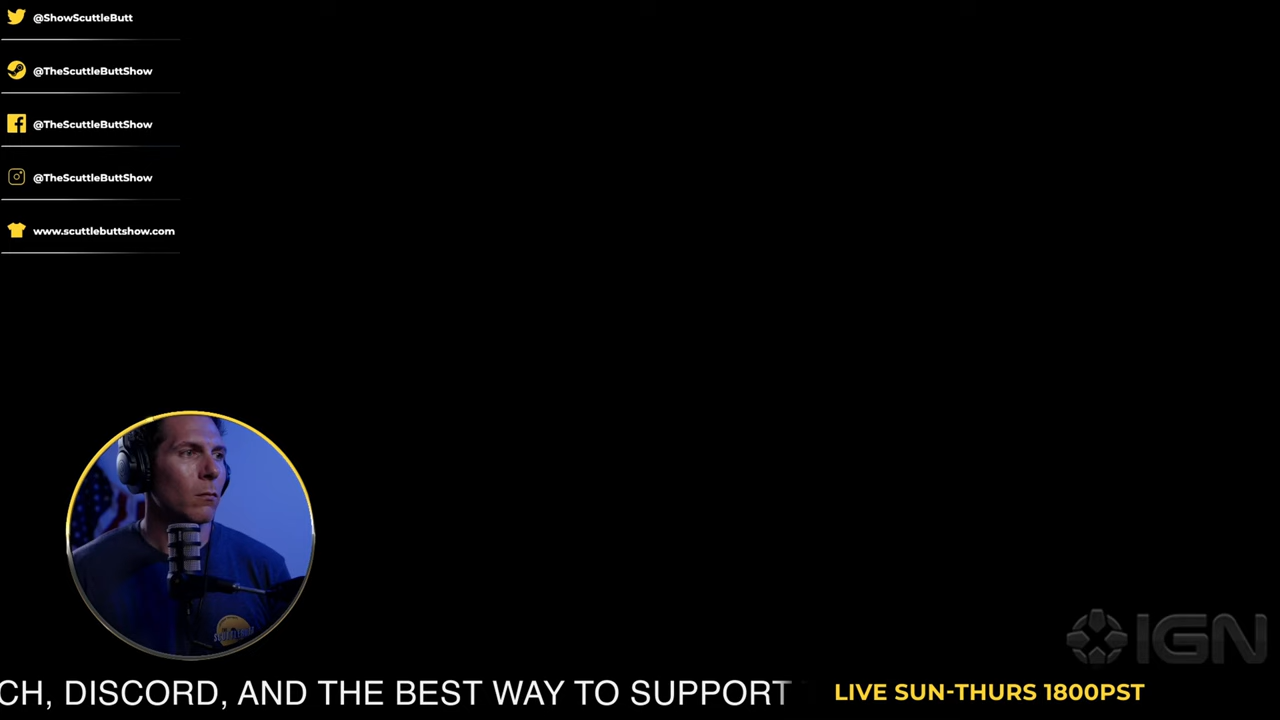 @ShowScuttleButt
@TheScuttleButtShow
@TheScuttleButtShow
@TheScuttleButtShow
www.scuttlebuttshow.com
IGN
CH, DISCORD, AND THE BEST WAY TO SUPPORT
LIVE SUN-THURS 1800PST